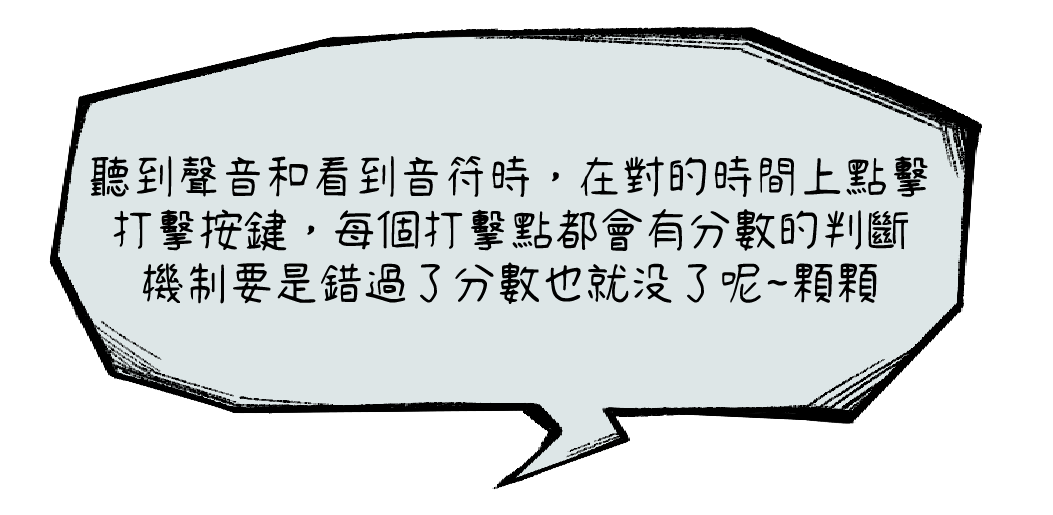 聽到聲音和看到音符時，在對的時間上點擊
打擊按鍵，每個打擊點都會有分數的判斷
機制要是錯過了分數也就没了呢~顆顆